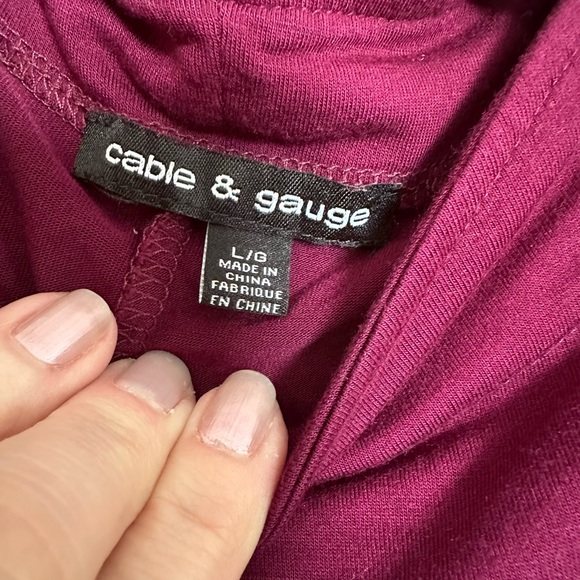 cable & gauge
L/G
MADE IN
CHINA
FABRIQUE
EN CHINE